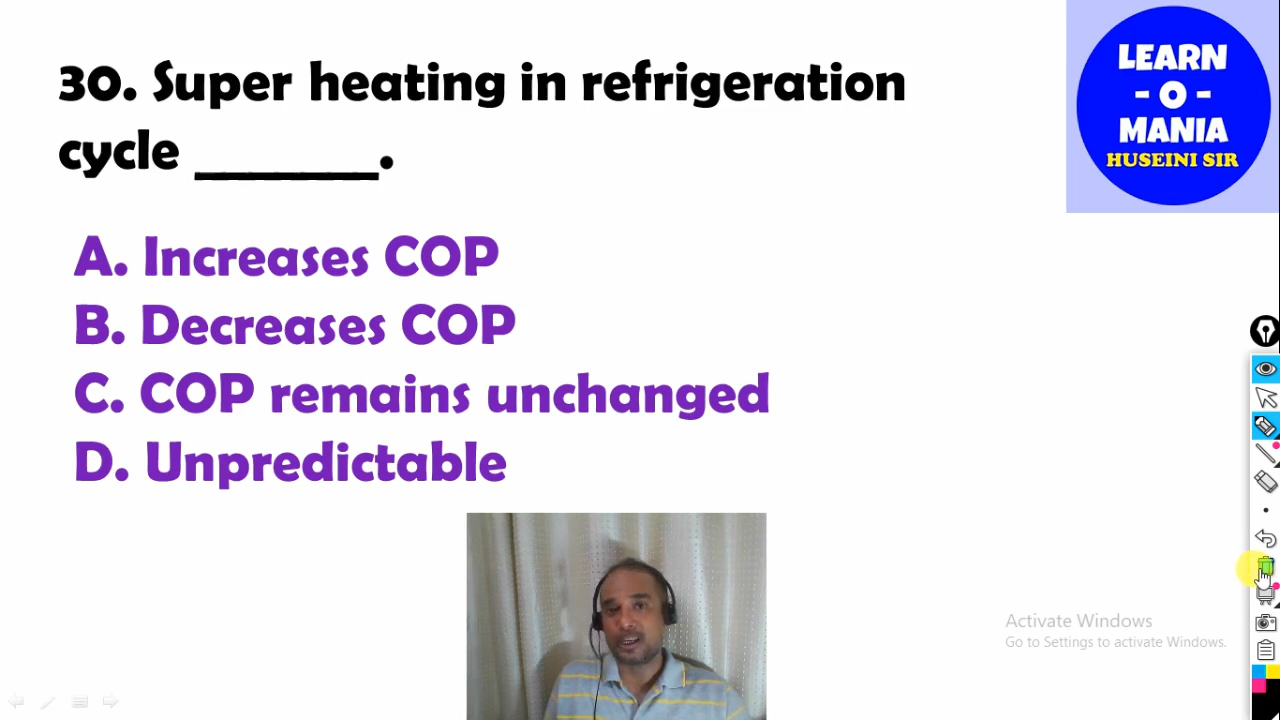 30. Super heating in refrigeration
cycle _______.
A. Increases COP
B. Decreases COP
C. COP remains unchanged
D. Unpredictable
LEARN
- O -
MANIA
HUSEINI SIR
Activate Windows
Go to Settings to activate Windows.